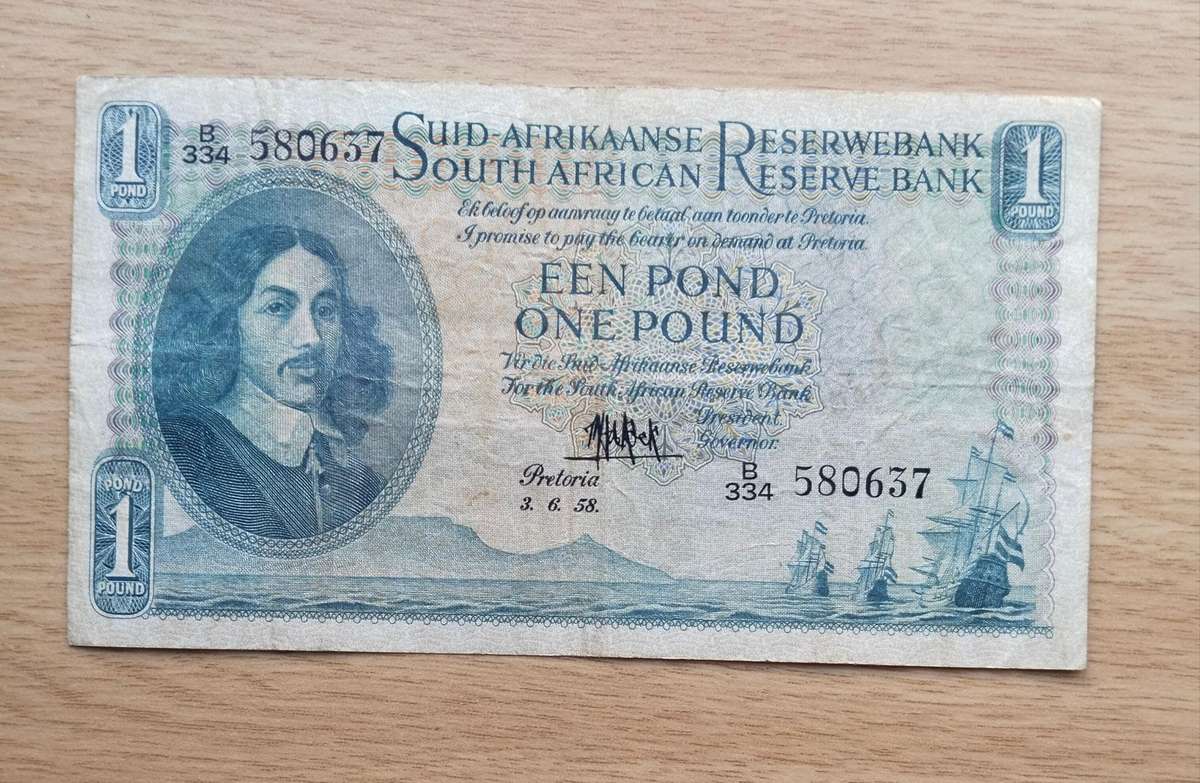 1
POND
B
334 580637
SUID-AFRIKAANSE RESERWEBANK
SOUTH AFRICAN RESERVE BANK
1
POUND
Ek beloof op aanvraag te betaal aan toonder te Pretoria.
I promise to pay the bearer on demand at Pretoria.
EEN POND
ONE POUND
Vir die Suid-Afrikaanse Reserwebank
For the South African Reserve Bank
President.
Governor.
Pretoria
3. 6. 58.
B
334 580637
POND
1
POUND